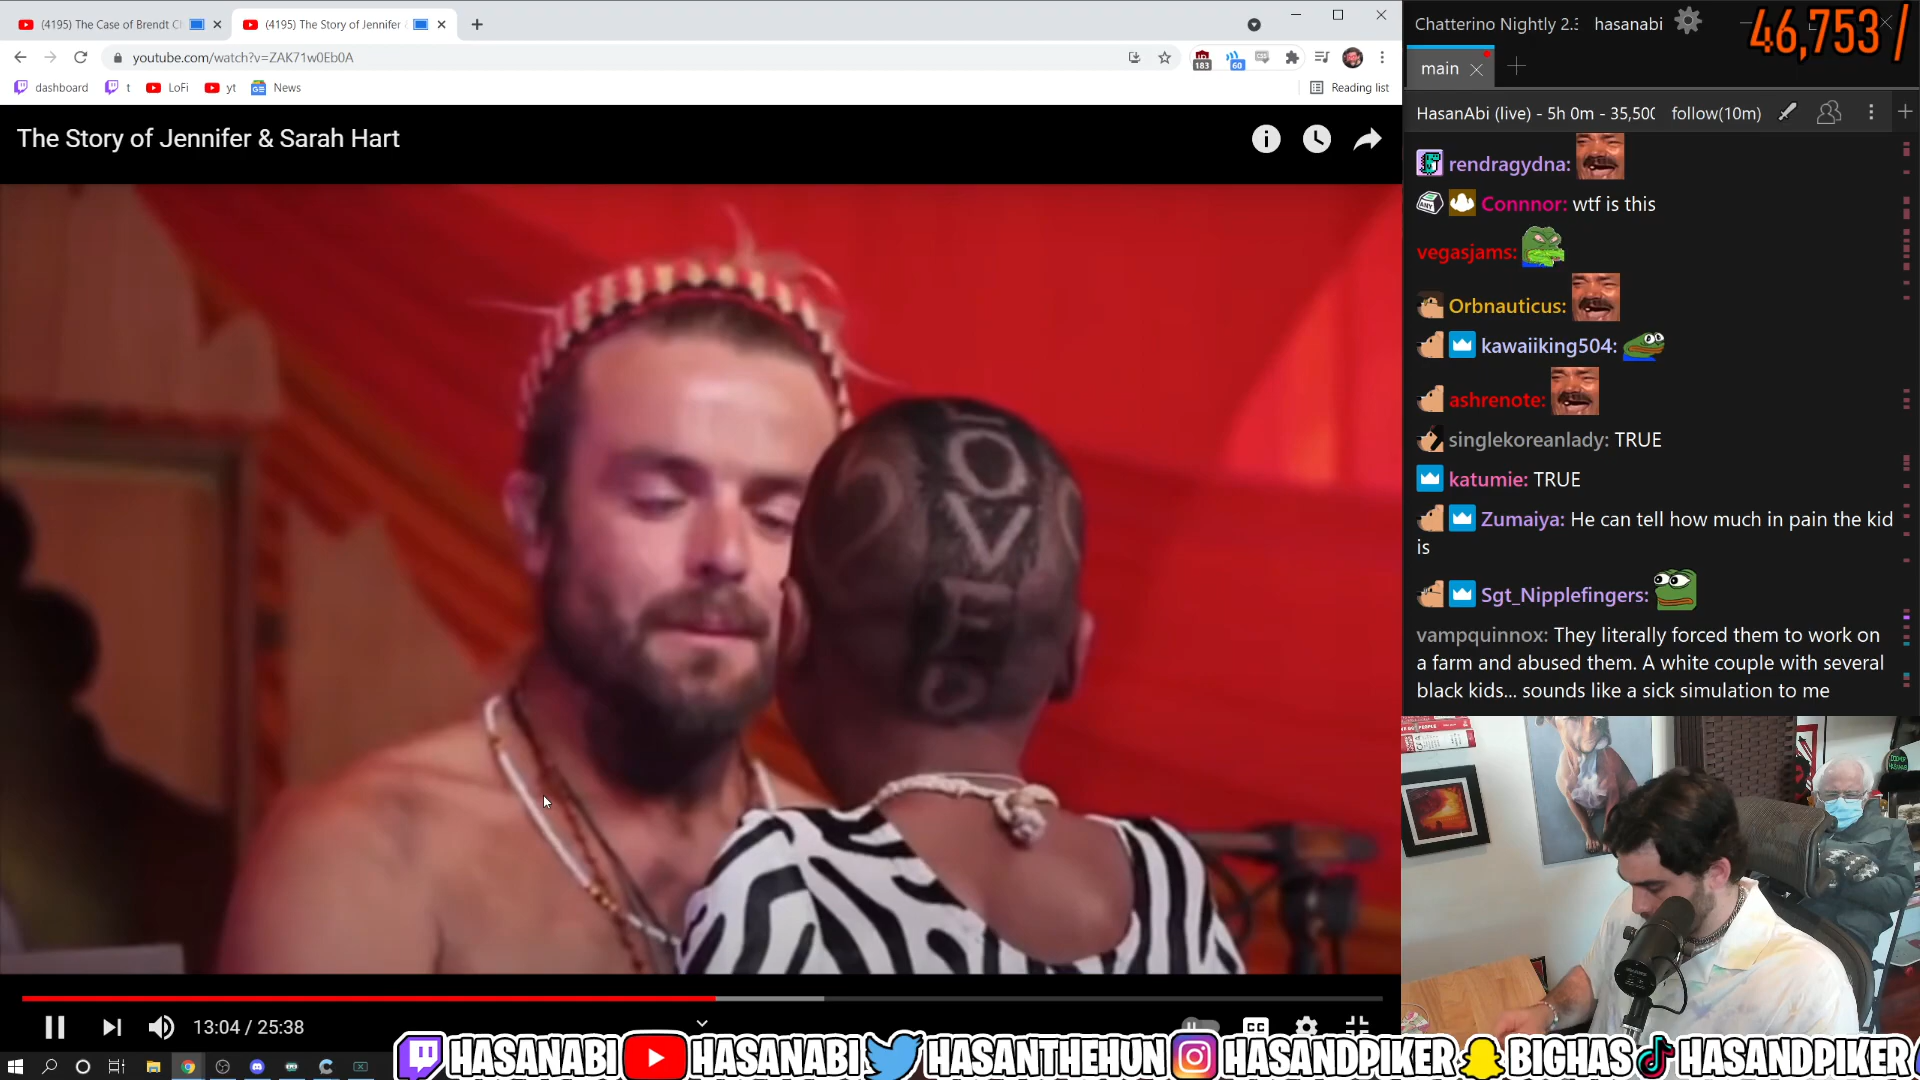 (4195) The Case of Brendt C
(4195) The Story of Jennifer
youtube.com/watch?v=ZAK71w0Eb0A
183
60
dashboard t LoFi yt News
Reading list
The Story of Jennifer & Sarah Hart
LOVE
13:04 / 25:38
CC
Chatterino Nightly 2.
hasanabi
46,753 /
main
HasanAbi (live) - 5h 0m - 35,500
follow(10m)
rendragydna:
Connnor: wtf is this
vegasjams:
Orbnauticus:
kawaiiking504:
ashrenote:
singlekoreanlady: TRUE
katumie: TRUE
Zumaiya: He can tell how much in pain the kid
is
Sgt_Nipplefingers:
vampquinnox: They literally forced them to work on
a farm and abused them. A white couple with several
black kids... sounds like a sick simulation to me
HASANABI HASANABI HASANTHEHUN HASANDPIKER BIGHAS HASANDPIKER